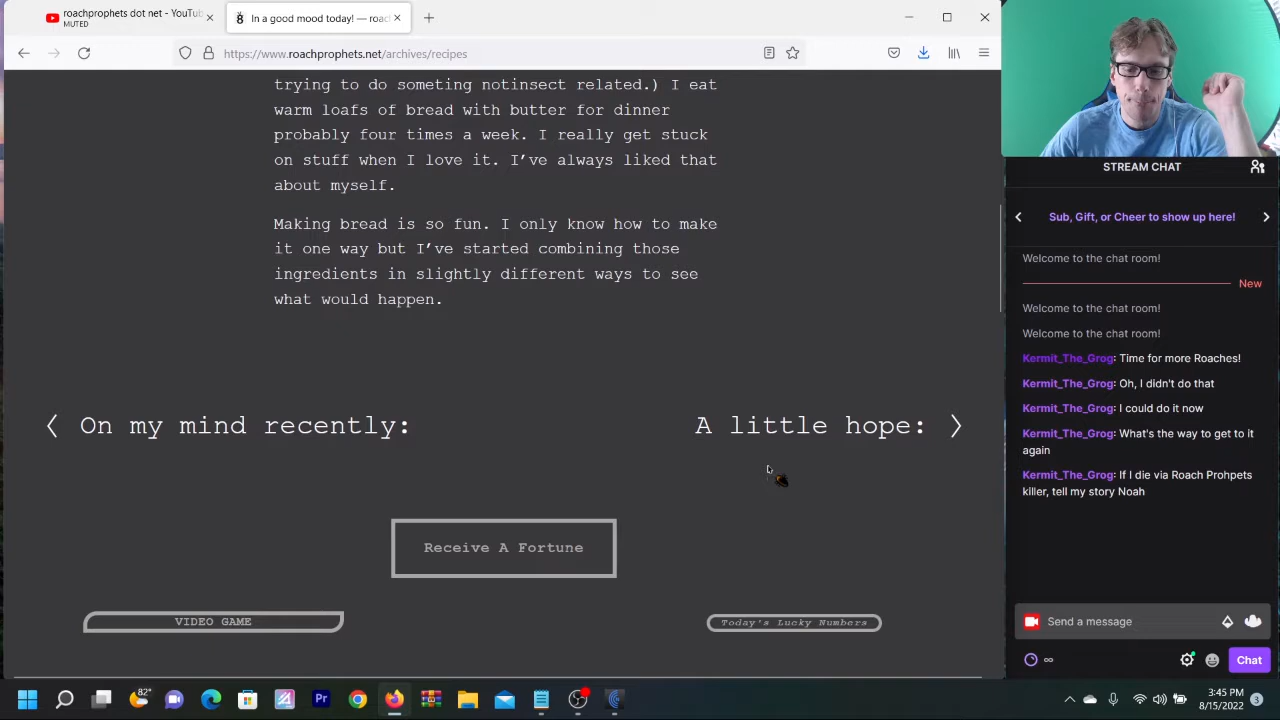 roachprophets dot net - YouTub
MUTED
In a good mood today! — roac
https://www.roachprophets.net/archives/recipes
trying to do someting notinsect related.) I eat
warm loafs of bread with butter for dinner
probably four times a week. I really get stuck
on stuff when I love it. I’ve always liked that
about myself.
Making bread is so fun. I only know how to make
it one way but I’ve started combining those
ingredients in slightly different ways to see
what would happen.
On my mind recently:
A little hope:
Receive A Fortune
VIDEO GAME
Today's Lucky Numbers
STREAM CHAT
Sub, Gift, or Cheer to show up here!
Welcome to the chat room!
New
Welcome to the chat room!
Welcome to the chat room!
Kermit_The_Grog: Time for more Roaches!
Kermit_The_Grog: Oh, I didn't do that
Kermit_The_Grog: I could do it now
Kermit_The_Grog: What's the way to get to it
again
Kermit_The_Grog: If I die via Roach Prohpets
killer, tell my story Noah
Send a message
Chat
82°
Pr
3:45 PM
8/15/2022
3